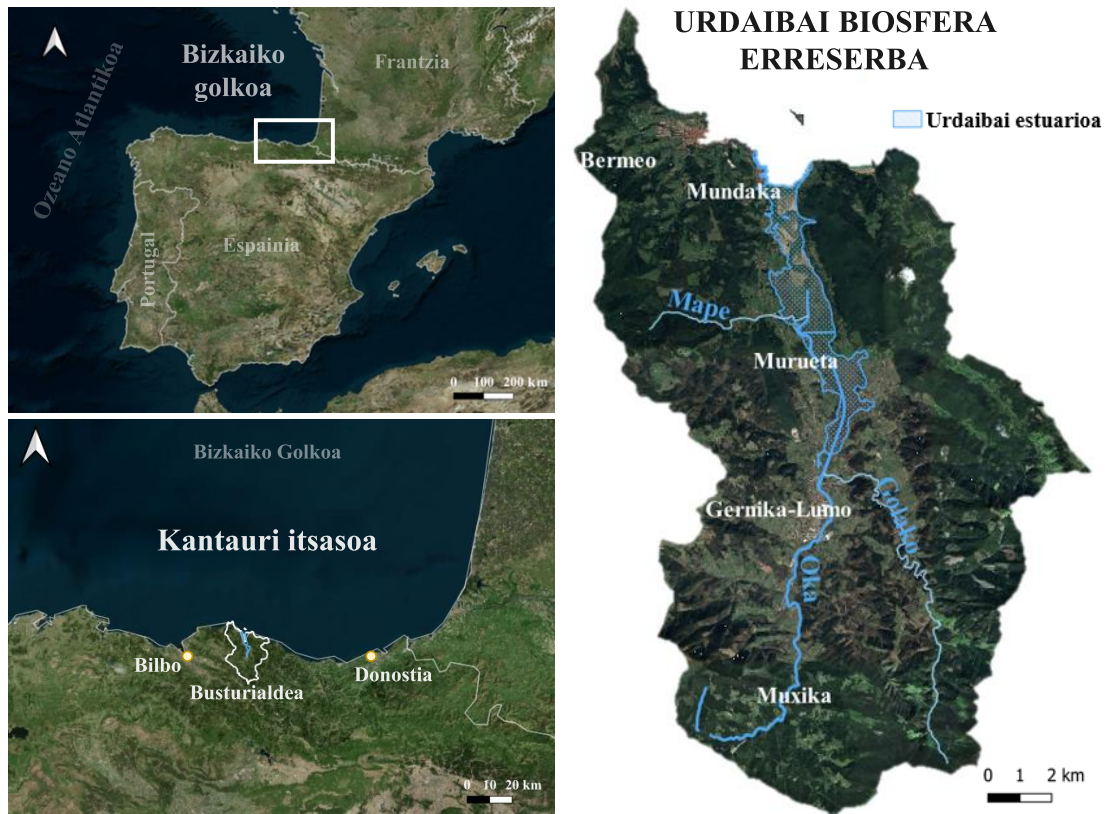 Bizkaiko
golkoa
Frantzia
Ozeano Atlantikoa
Portugal
Espainia
0 100 200 km
Bizkaiko Golkoa
Kantauri itsasoa
Bilbo
Busturialdea
Donostia
0 10 20 km
URDAIBAI BIOSFERA
ERRESERBA
Urdaibai estuarioa
Bermeo
Mundaka
Mape
Murueta
Golako
Gernika-Lumo
Oka
Muxika
0 1 2 km